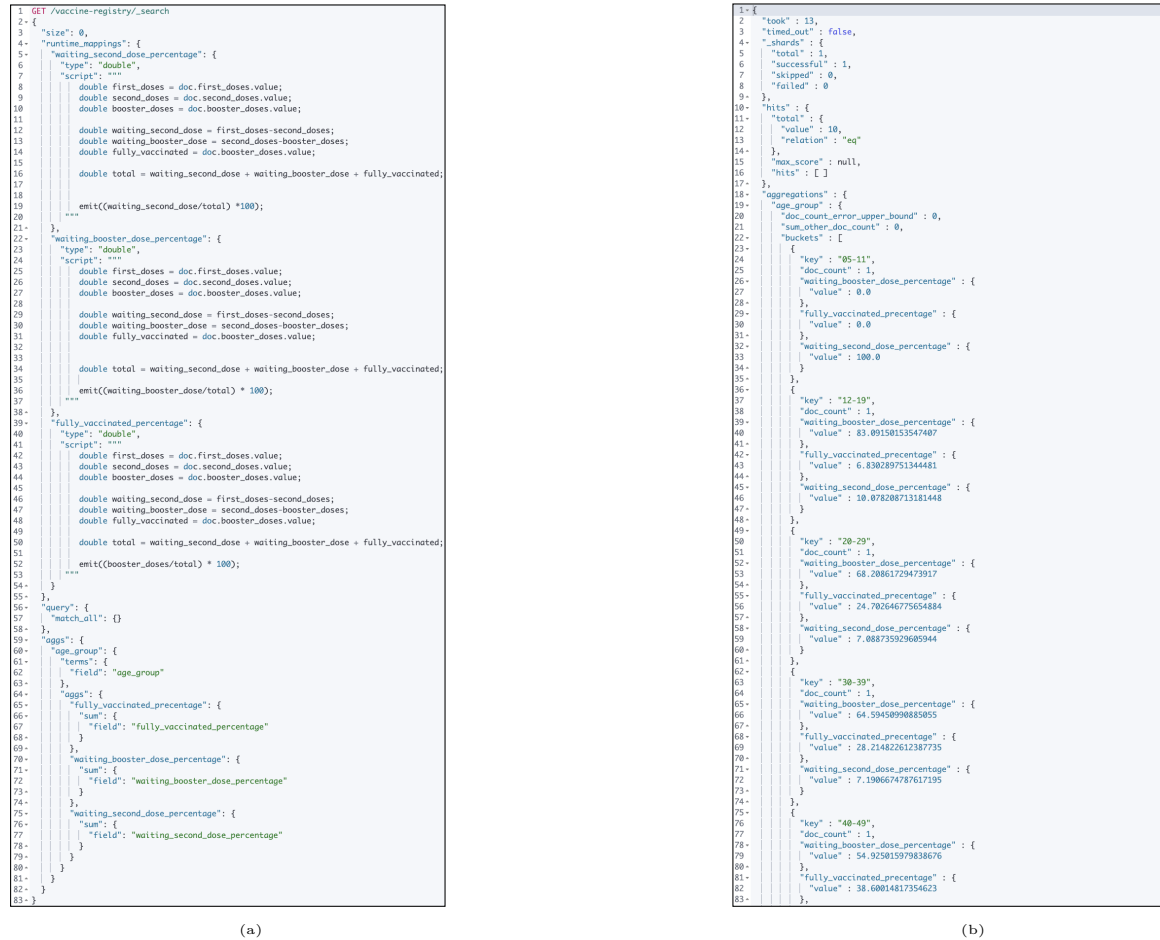 1 GET /vaccine-registry/_search
2 {
3 "size": 0,
4 "runtime_mappings": {
5 "waiting_second_dose_percentage": {
6 "type": "double",
7 "script": """
8 double first_doses = doc.first_doses.value;
9 double second_doses = doc.second_doses.value;
10 double booster_doses = doc.booster_doses.value;
11
12 double waiting_second_dose = first_doses-second_doses;
13 double waiting_booster_dose = second_doses-booster_doses;
14 double fully_vaccinated = doc.booster_doses.value;
15
16 double total = waiting_second_dose + waiting_booster_dose + fully_vaccinated;
17
18
19 emit((waiting_second_dose/total) *100);
20 """
21 },
22 "waiting_booster_dose_percentage": {
23 "type": "double",
24 "script": """
25 double first_doses = doc.first_doses.value;
26 double second_doses = doc.second_doses.value;
27 double booster_doses = doc.booster_doses.value;
28
29 double waiting_second_dose = first_doses-second_doses;
30 double waiting_booster_dose = second_doses-booster_doses;
31 double fully_vaccinated = doc.booster_doses.value;
32
33
34 double total = waiting_second_dose + waiting_booster_dose + fully_vaccinated;
35
36 emit((waiting_booster_dose/total) * 100);
37 """
38 },
39 "fully_vaccinated_percentage": {
40 "type": "double",
41 "script": """
42 double first_doses = doc.first_doses.value;
43 double second_doses = doc.second_doses.value;
44 double booster_doses = doc.booster_doses.value;
45
46 double waiting_second_dose = first_doses-second_doses;
47 double waiting_booster_dose = second_doses-booster_doses;
48 double fully_vaccinated = doc.booster_doses.value;
49
50 double total = waiting_second_dose + waiting_booster_dose + fully_vaccinated;
51
52 emit((booster_doses/total) * 100);
53 """
54 }
55 },
56 "query": {
57 "match_all": {}
58 },
59 "aggs": {
60 "age_group": {
61 "terms": {
62 "field": "age_group"
63 },
64 "aggs": {
65 "fully_vaccinated_precentage": {
66 "sum": {
67 "field": "fully_vaccinated_percentage"
68 }
69 },
70 "waiting_booster_dose_percentage": {
71 "sum": {
72 "field": "waiting_booster_dose_percentage"
73 }
74 },
75 "waiting_second_dose_percentage": {
76 "sum": {
77 "field": "waiting_second_dose_percentage"
78 }
79 }
80 }
81 }
82 }
83 }
(a)
1 {
2 "took" : 13,
3 "timed_out" : false,
4 "_shards" : {
5 "total" : 1,
6 "successful" : 1,
7 "skipped" : 0,
8 "failed" : 0
9 },
10 "hits" : {
11 "total" : {
12 "value" : 10,
13 "relation" : "eq"
14 },
15 "max_score" : null,
16 "hits" : [ ]
17 },
18 "aggregations" : {
19 "age_group" : {
20 "doc_count_error_upper_bound" : 0,
21 "sum_other_doc_count" : 0,
22 "buckets" : [
23 {
24 "key" : "05-11",
25 "doc_count" : 1,
26 "waiting_booster_dose_percentage" : {
27 "value" : 0.0
28 },
29 "fully_vaccinated_precentage" : {
30 "value" : 0.0
31 },
32 "waiting_second_dose_percentage" : {
33 "value" : 100.0
34 }
35 },
36 {
37 "key" : "12-19",
38 "doc_count" : 1,
39 "waiting_booster_dose_percentage" : {
40 "value" : 83.09150153547407
41 },
42 "fully_vaccinated_precentage" : {
43 "value" : 6.830289751344481
44 },
45 "waiting_second_dose_percentage" : {
46 "value" : 10.078208713181448
47 }
48 },
49 {
50 "key" : "20-29",
51 "doc_count" : 1,
52 "waiting_booster_dose_percentage" : {
53 "value" : 68.20861729473917
54 },
55 "fully_vaccinated_precentage" : {
56 "value" : 24.702646775654884
57 },
58 "waiting_second_dose_percentage" : {
59 "value" : 7.088735929605944
60 }
61 },
62 {
63 "key" : "30-39",
64 "doc_count" : 1,
65 "waiting_booster_dose_percentage" : {
66 "value" : 64.59450990885055
67 },
68 "fully_vaccinated_precentage" : {
69 "value" : 28.214822612387735
70 },
71 "waiting_second_dose_percentage" : {
72 "value" : 7.1906674787617195
73 }
74 },
75 {
76 "key" : "40-49",
77 "doc_count" : 1,
78 "waiting_booster_dose_percentage" : {
79 "value" : 54.925015979838676
80 },
81 "fully_vaccinated_precentage" : {
82 "value" : 38.60014817354623
83 },
(b)